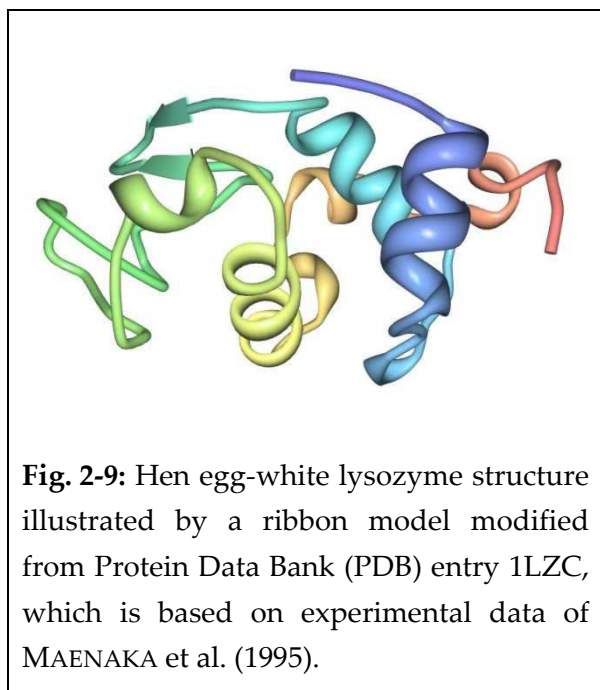 Fig. 2-9: Hen egg-white lysozyme structure
illustrated by a ribbon model modified
from Protein Data Bank (PDB) entry 1LZC,
which is based on experimental data of
MAENAKA et al. (1995).